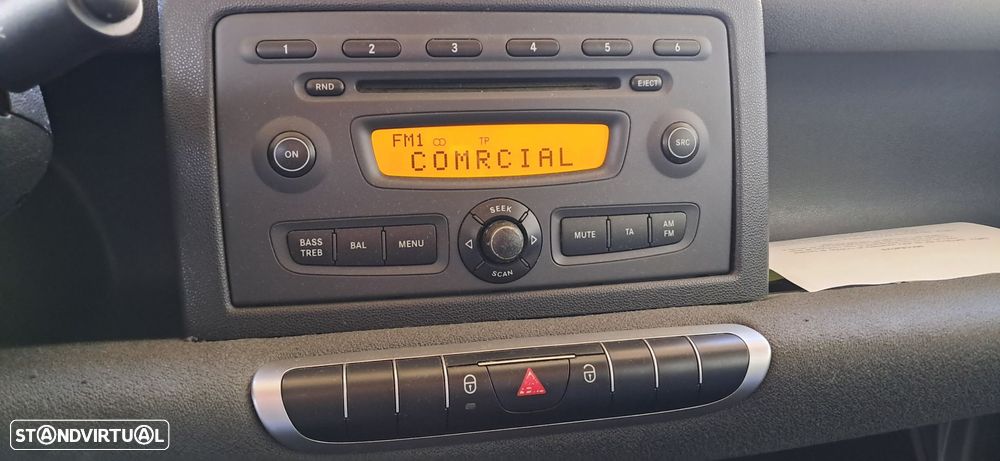 1 2 3 4 5 6
RND EJECT
FM1 TP
COMRCIAL
ON SRC
SEEK
BASS TREB BAL MENU
MUTE TA AM FM
SCAN
STANDVIRTUAL